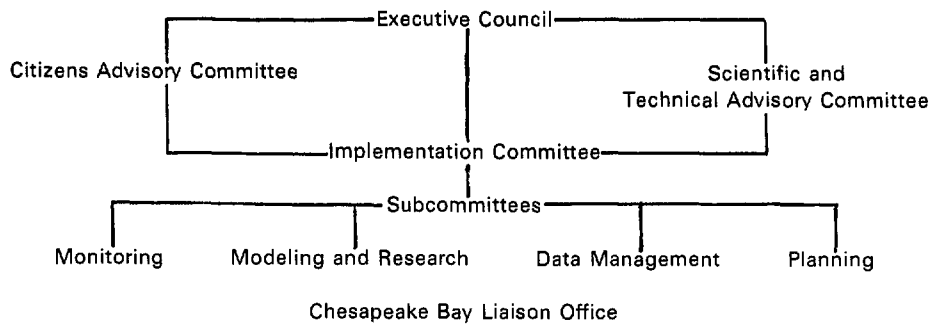 Executive Council
Citizens Advisory Committee
Scientific and
Technical Advisory Committee
Implementation Committee
Subcommittees
Monitoring
Modeling and Research
Data Management
Planning
Chesapeake Bay Liaison Office